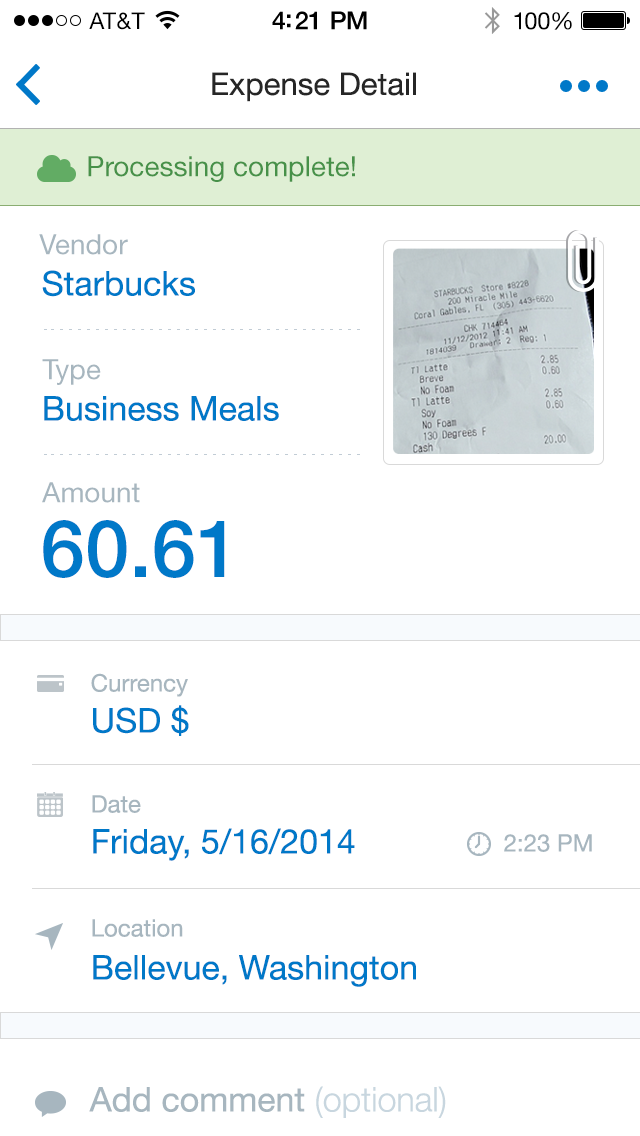 AT&T 4:21 PM 100%
Expense Detail
Processing complete!
Vendor
Starbucks
STARBUCKS Store #8228
200 Miracle Mile
Coral Gables, FL (305) 443-6820
CHK 714464
11/12/2012 11:41 AM
1814039 Drawer: 2 Reg: 1
T1 Latte 2.85
Breve 0.60
No Foam
T1 Latte 2.85
Soy 0.60
No Foam
130 Degrees F
Cash 20.00
Type
Business Meals
Amount
60.61
Currency
USD $
Date
Friday, 5/16/2014 2:23 PM
Location
Bellevue, Washington
Add comment (optional)